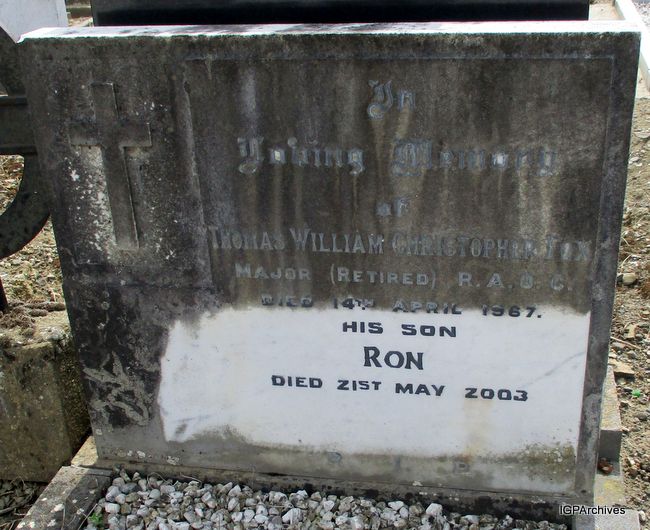 In
Loving Memory
of
THOMAS WILLIAM CHRISTOPHER FOX
MAJOR (RETIRED) R.A.O.C.
DIED 14TH APRIL 1967.
HIS SON
RON
DIED 21ST MAY 2003
R I P
IGPArchives